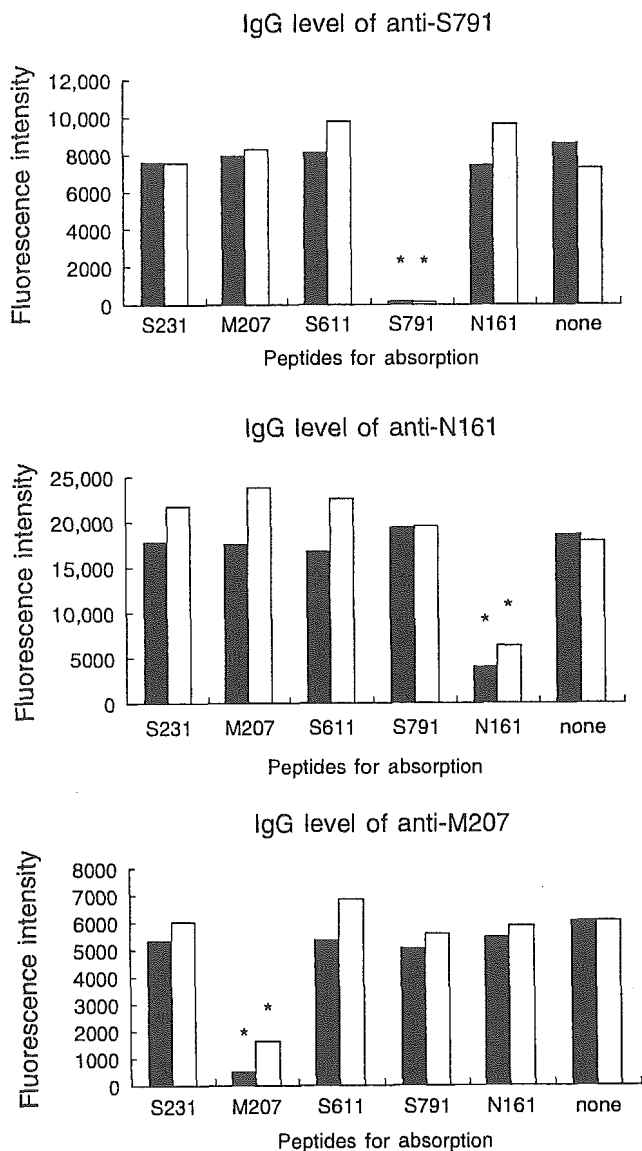 IgG level of anti-S791
Fluorescence intensity
12,000
10,000
8000
6000
4000
2000
0
* *
S231 M207 S611 S791 N161 none
Peptides for absorption
IgG level of anti-N161
Fluorescence intensity
25,000
20,000
15,000
10,000
5000
0
* *
S231 M207 S611 S791 N161 none
Peptides for absorption
IgG level of anti-M207
Fluorescence intensity
8000
7000
6000
5000
4000
3000
2000
1000
0
* *
S231 M207 S611 S791 N161 none
Peptides for absorption